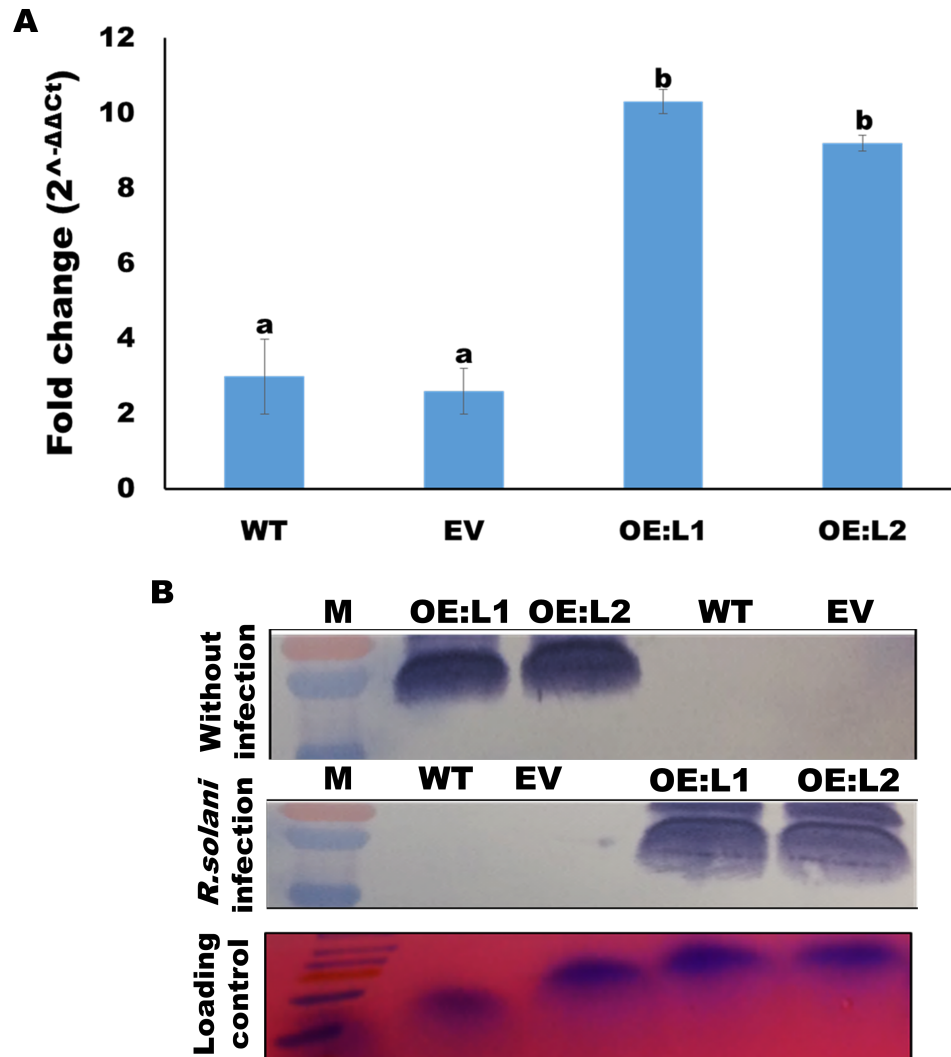 A
12
10
8
6
4
2
0
Fold change (2^-ΔΔCt)
a
a
b
b
WT EV OE:L1 OE:L2
B
M OE:L1 OE:L2 WT EV
Without
infection
M WT EV OE:L1 OE:L2
R.solani
infection
Loading
control